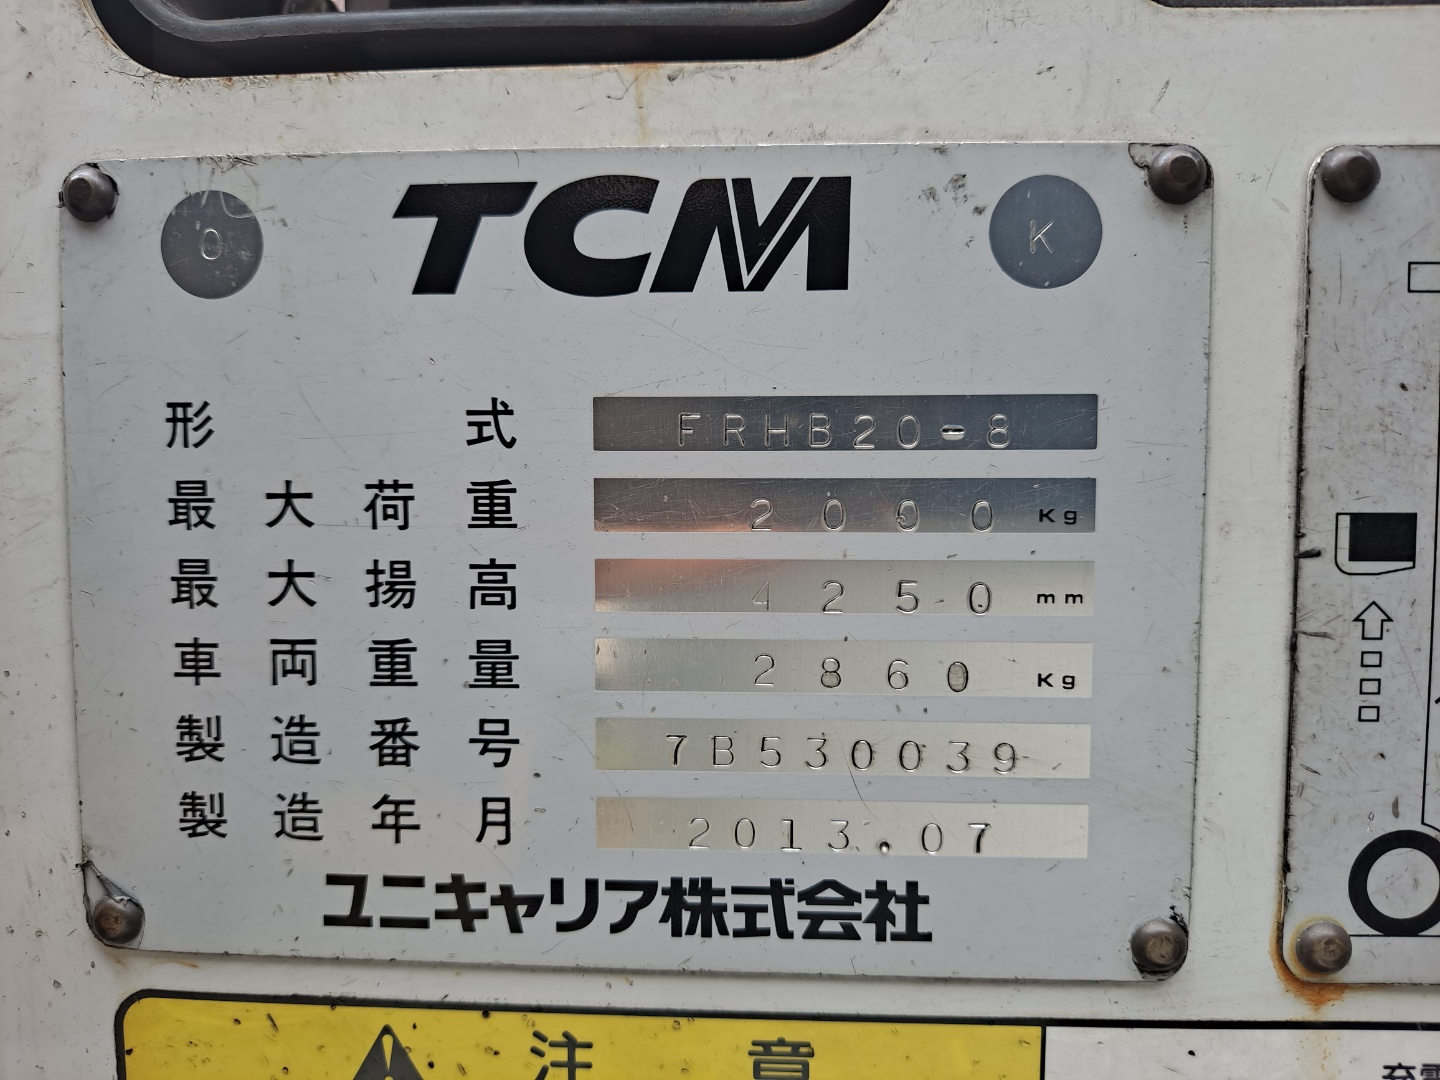 O TCM K
形式 FRHB20-8
最大荷重 2000 Kg
最大揚高 4250 mm
車両重量 2860 Kg
製造番号 7B530039
製造年月 2013.07
ユニキャリア株式会社
注意